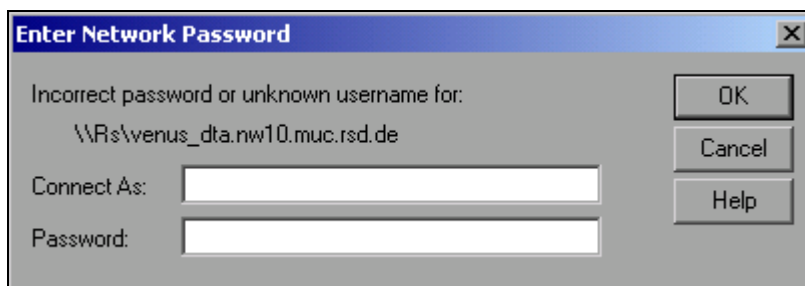 Enter Network Password
Incorrect password or unknown username for:
\\Rs\venus_dta.nw10.muc.rsd.de
Connect As:
Password:
OK
Cancel
Help